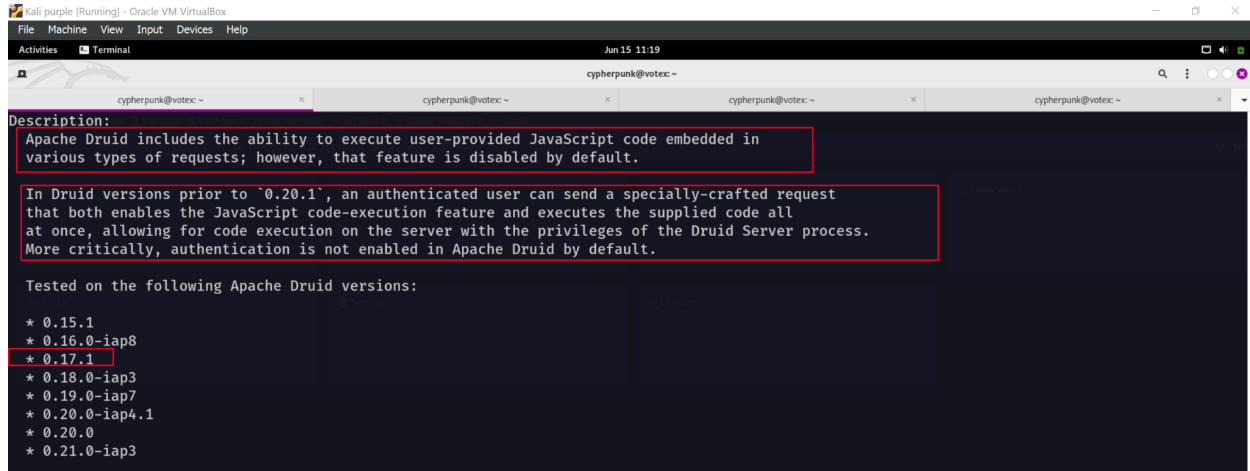 Kali purple [Running] - Oracle VM VirtualBox
File Machine View Input Devices Help
Activities Terminal Jun 15 11:19
cypherpunk@votex: ~
cypherpunk@votex: ~ cypherpunk@votex: ~ cypherpunk@votex: ~ cypherpunk@votex: ~
Description:
Apache Druid includes the ability to execute user-provided JavaScript code embedded in
various types of requests; however, that feature is disabled by default.
In Druid versions prior to `0.20.1`, an authenticated user can send a specially-crafted request
that both enables the JavaScript code-execution feature and executes the supplied code all
at once, allowing for code execution on the server with the privileges of the Druid Server process.
More critically, authentication is not enabled in Apache Druid by default.
Tested on the following Apache Druid versions:
* 0.15.1
* 0.16.0-iap8
* 0.17.1
* 0.18.0-iap3
* 0.19.0-iap7
* 0.20.0-iap4.1
* 0.20.0
* 0.21.0-iap3